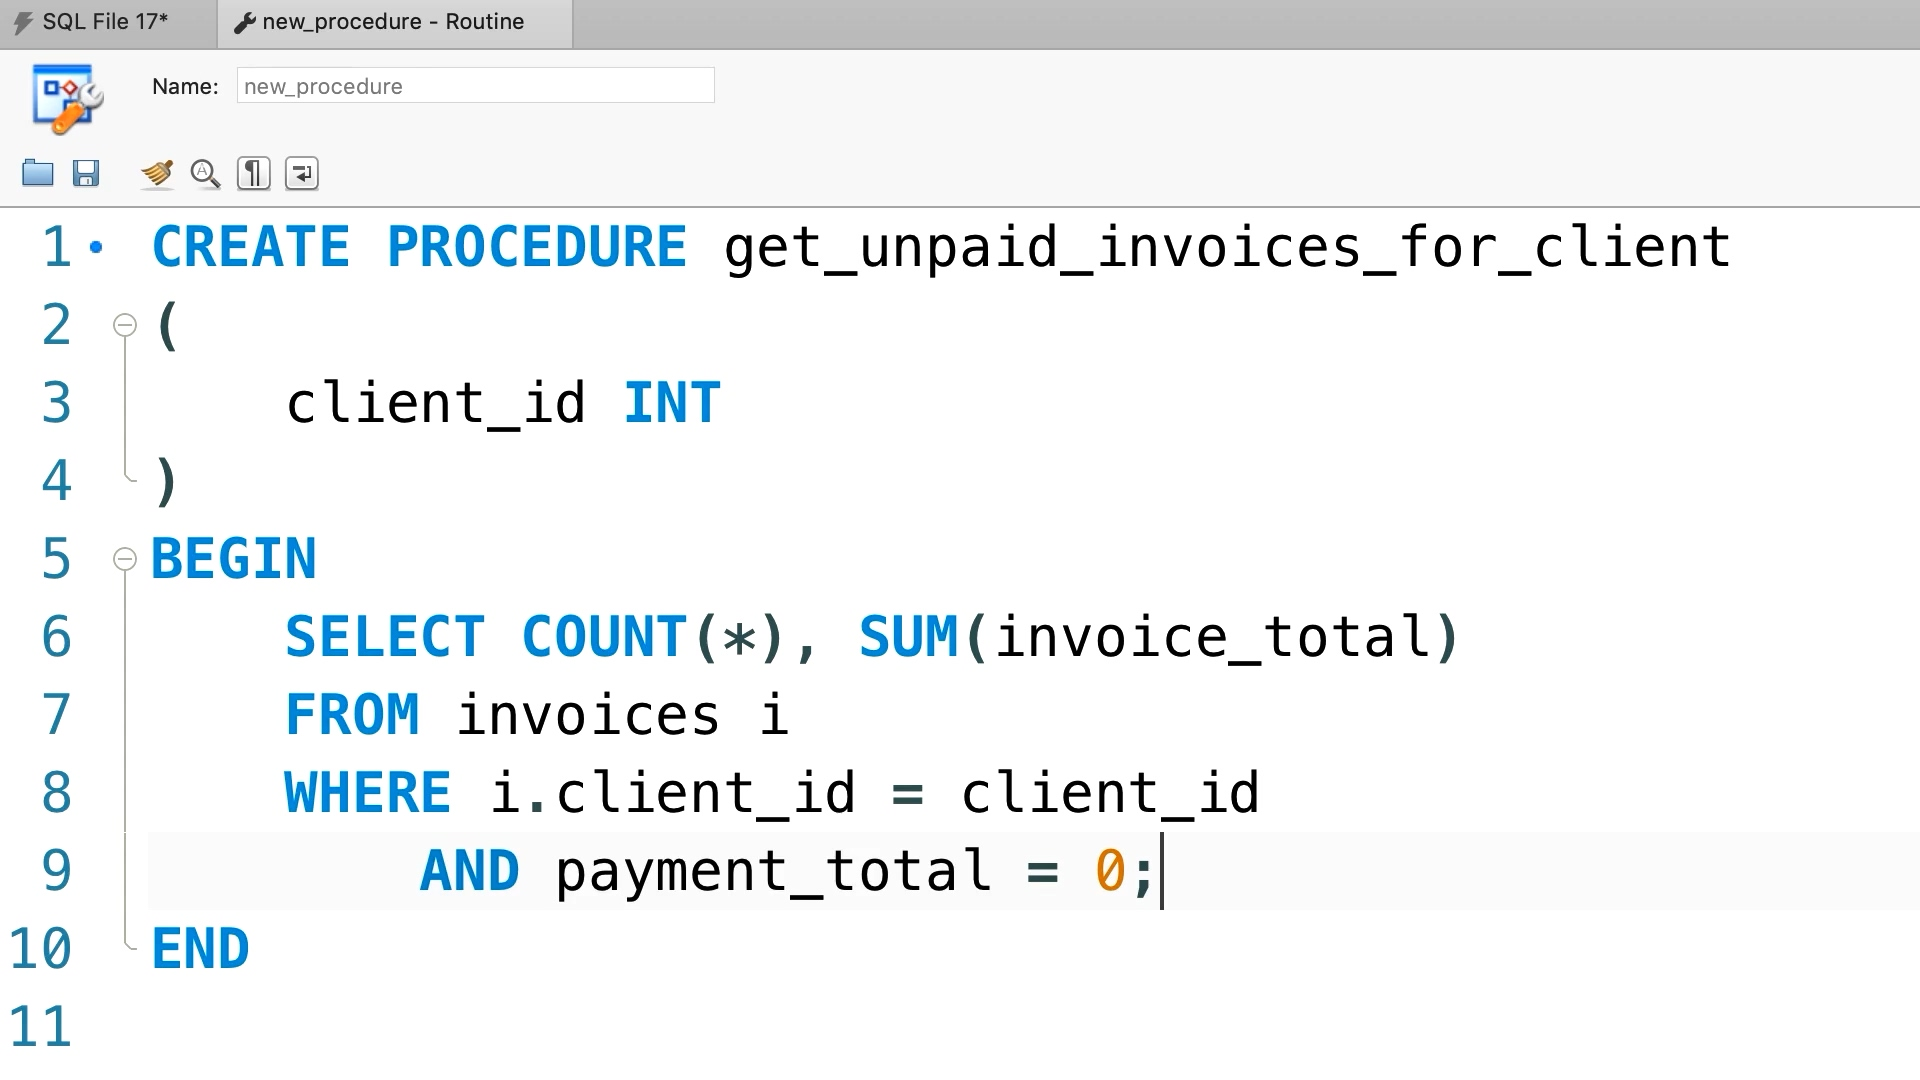 SQL File 17*
new_procedure - Routine
Name: new_procedure
1 CREATE PROCEDURE get_unpaid_invoices_for_client
2 (
3 client_id INT
4 )
5 BEGIN
6 SELECT COUNT(*), SUM(invoice_total)
7 FROM invoices i
8 WHERE i.client_id = client_id
9 AND payment_total = 0;
10 END
11